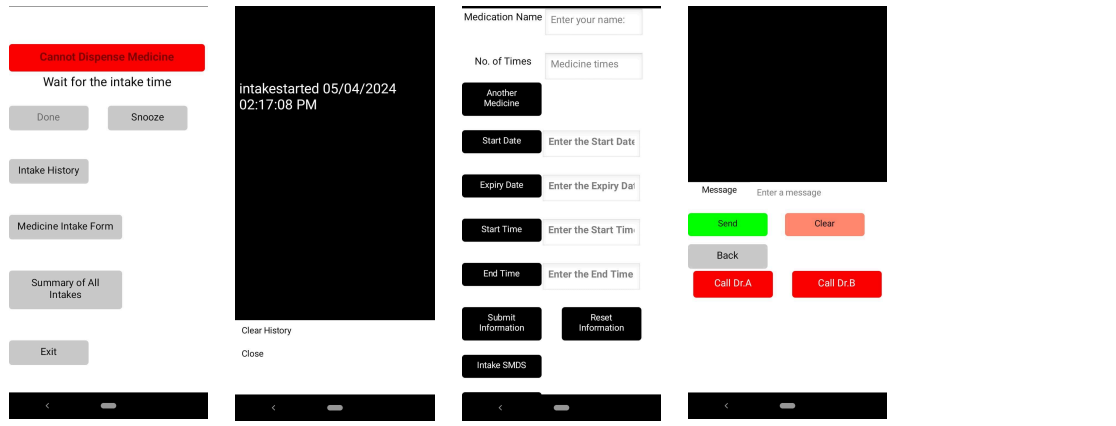 Cannot Dispense Medicine
Wait for the intake time
Done
Snooze
Intake History
Medicine Intake Form
Summary of All
Intakes
Exit
intakestarted 05/04/2024
02:17:08 PM
Clear History
Close
Medication Name
Enter your name:
No. of Times
Medicine times
Another
Medicine
Start Date
Enter the Start Date
Expiry Date
Enter the Expiry Dat
Start Time
Enter the Start Time
End Time
Enter the End Time
Submit
Information
Reset
Information
Intake SMDS
Message
Enter a message
Send
Clear
Back
Call Dr.A
Call Dr.B